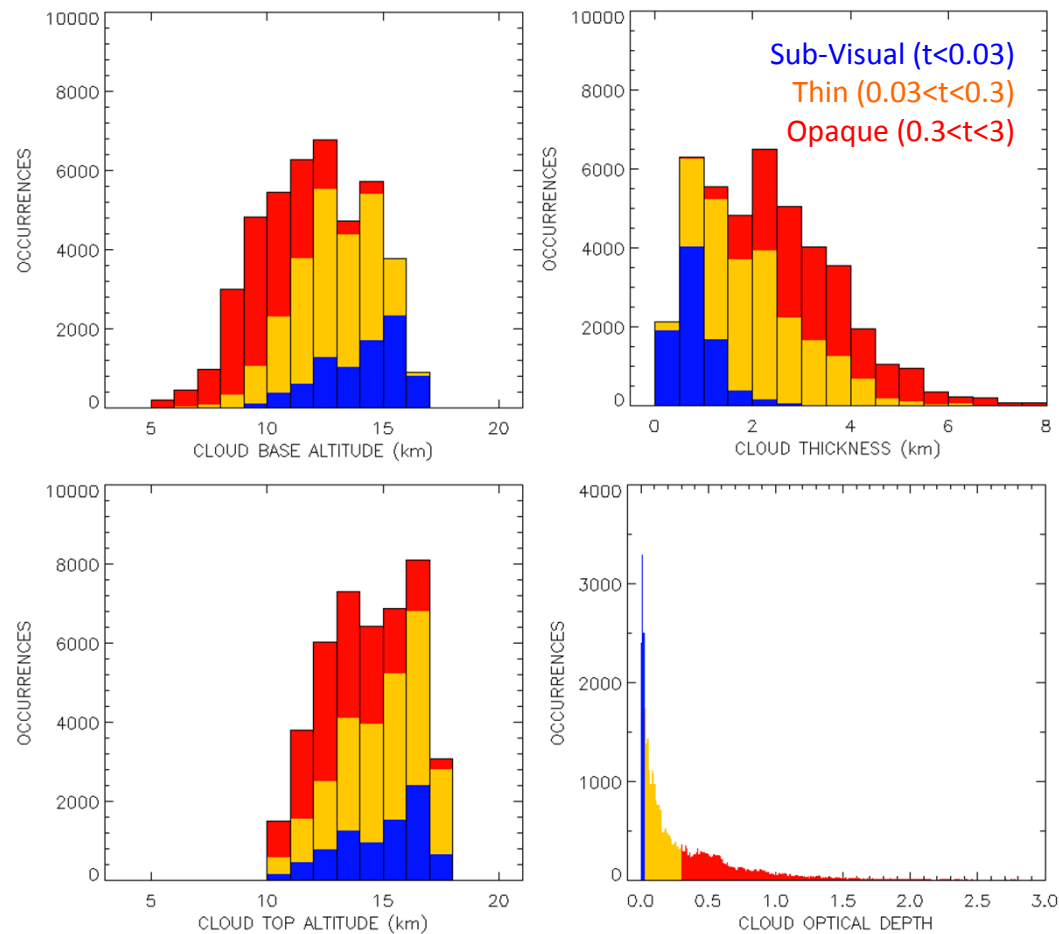 10000
8000
6000
4000
2000
0
OCCURRENCES
5 10 15 20
CLOUD BASE ALTITUDE (km)
10000
8000
6000
4000
2000
0
OCCURRENCES
Sub-Visual (t<0.03)
Thin (0.03<t<0.3)
Opaque (0.3<t<3)
0 2 4 6 8
CLOUD THICKNESS (km)
10000
8000
6000
4000
2000
0
OCCURRENCES
5 10 15 20
CLOUD TOP ALTITUDE (km)
4000
3000
2000
1000
0
OCCURRENCES
0.0 0.5 1.0 1.5 2.0 2.5 3.0
CLOUD OPTICAL DEPTH